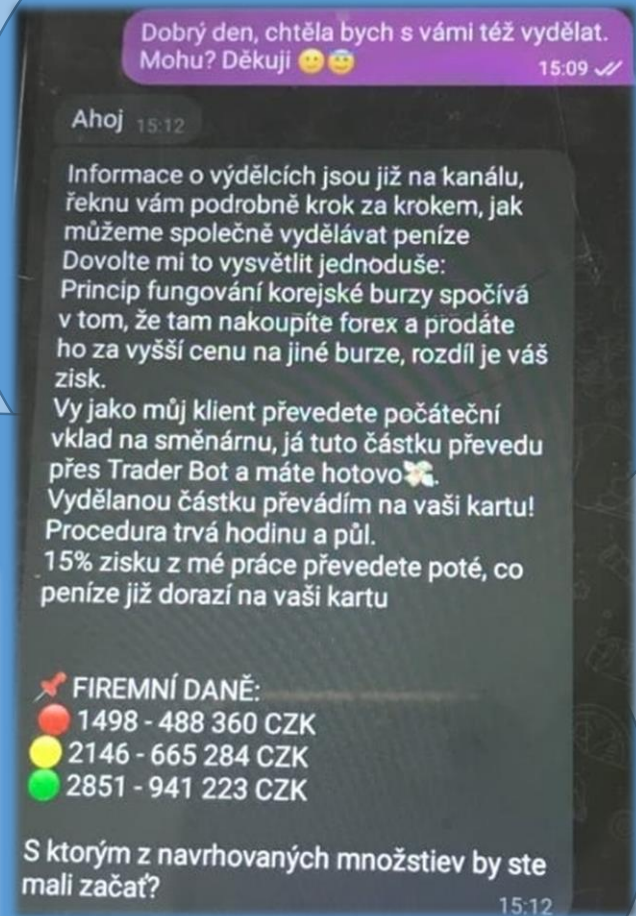 Dobrý den, chtěla bych s vámi též vydělat.
Mohu? Děkuji 🙂😇
15:09
Ahoj 15:12
Informace o výdělcích jsou již na kanálu,
řeknu vám podrobně krok za krokem, jak
můžeme společně vydělávat peníze
Dovolte mi to vysvětlit jednoduše:
Princip fungování korejské burzy spočívá
v tom, že tam nakoupíte forex a prodáte
ho za vyšší cenu na jiné burze, rozdíl je váš
zisk.
Vy jako můj klient převedete počáteční
vklad na směnárnu, já tuto částku převedu
přes Trader Bot a máte hotovo💸.
Vydělanou částku převádím na vaši kartu!
Procedura trvá hodinu a půl.
15% zisku z mé práce převedete poté, co
peníze již dorazí na vaši kartu
📌 FIREMNÍ DANĚ:
🔴 1498 - 488 360 CZK
🟡 2146 - 665 284 CZK
🟢 2851 - 941 223 CZK
S ktorým z navrhovaných množstiev by ste
mali začať?
15:12